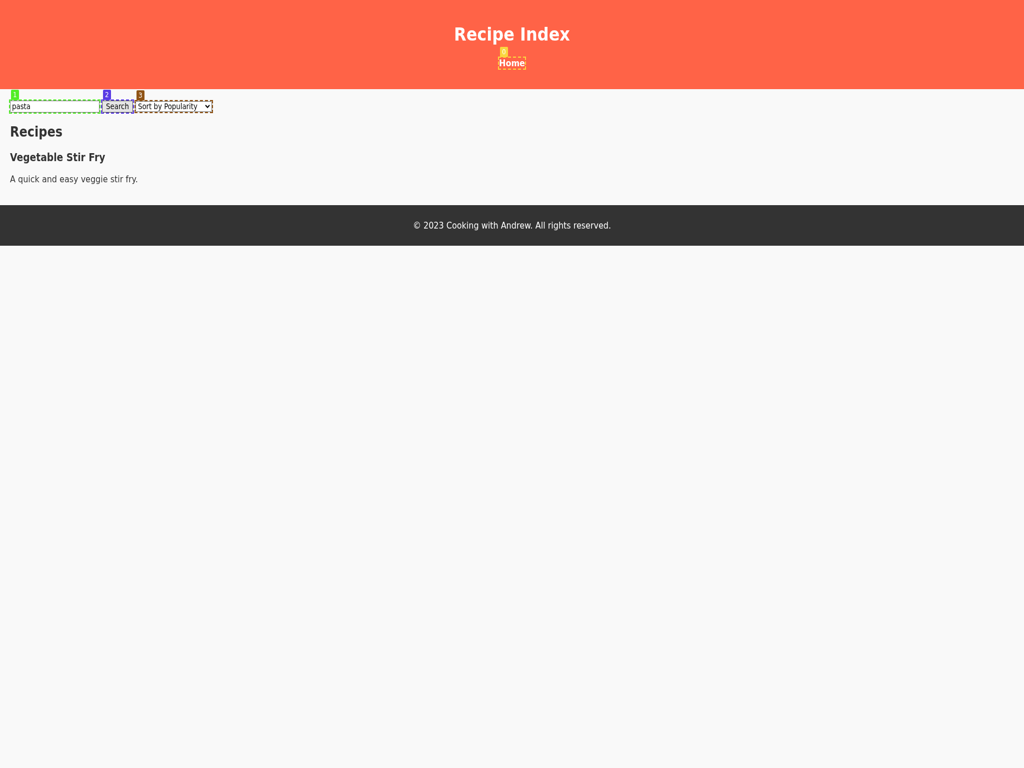 Recipe Index
0
Home
1 2 3
pasta Search Sort by Popularity
Recipes
Vegetable Stir Fry
A quick and easy veggie stir fry.
© 2023 Cooking with Andrew. All rights reserved.